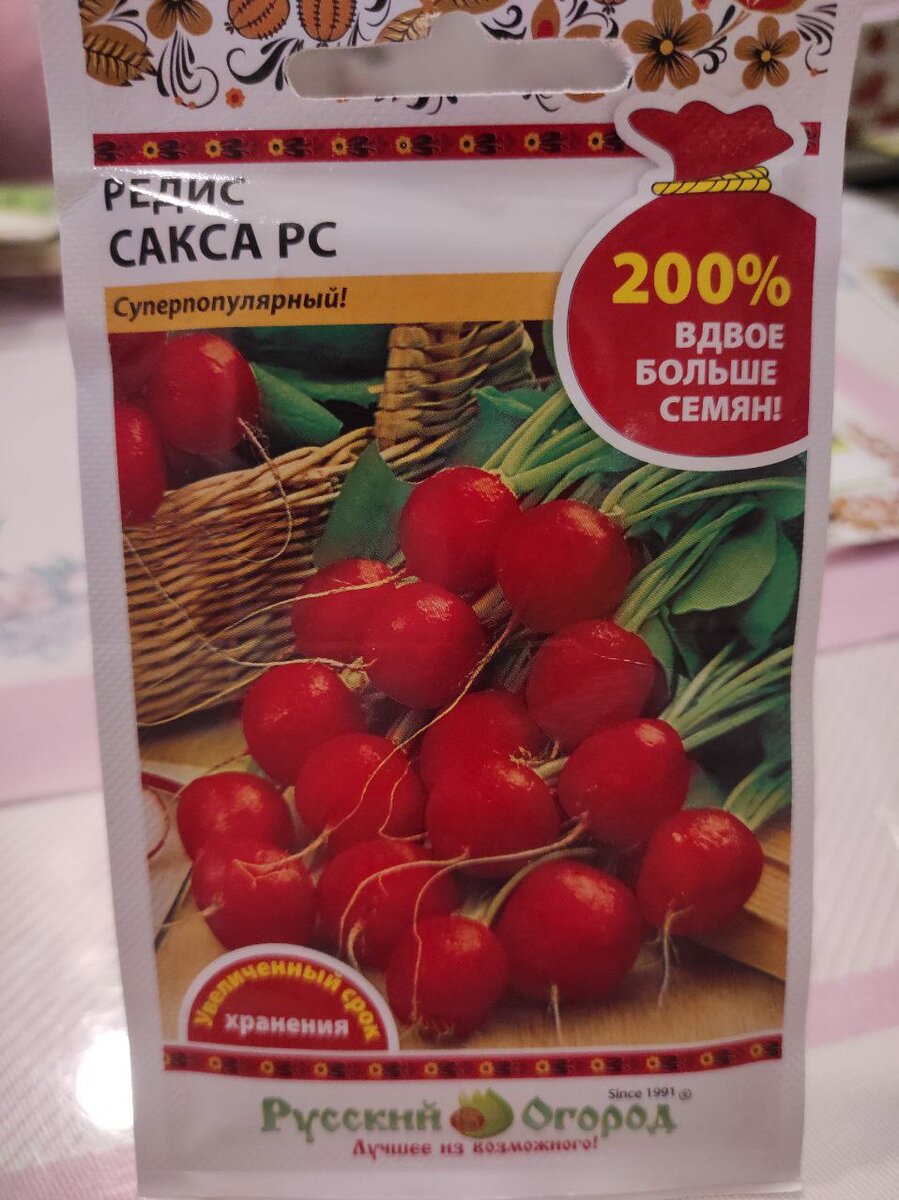 РЕДИС
САКСА РС
Суперпопулярный!
200%
ВДВОЕ
БОЛЬШЕ
СЕМЯН!
Увеличенный срок
хранения
Since 1991 ®
Русский Огород
Лучшее из возможного!